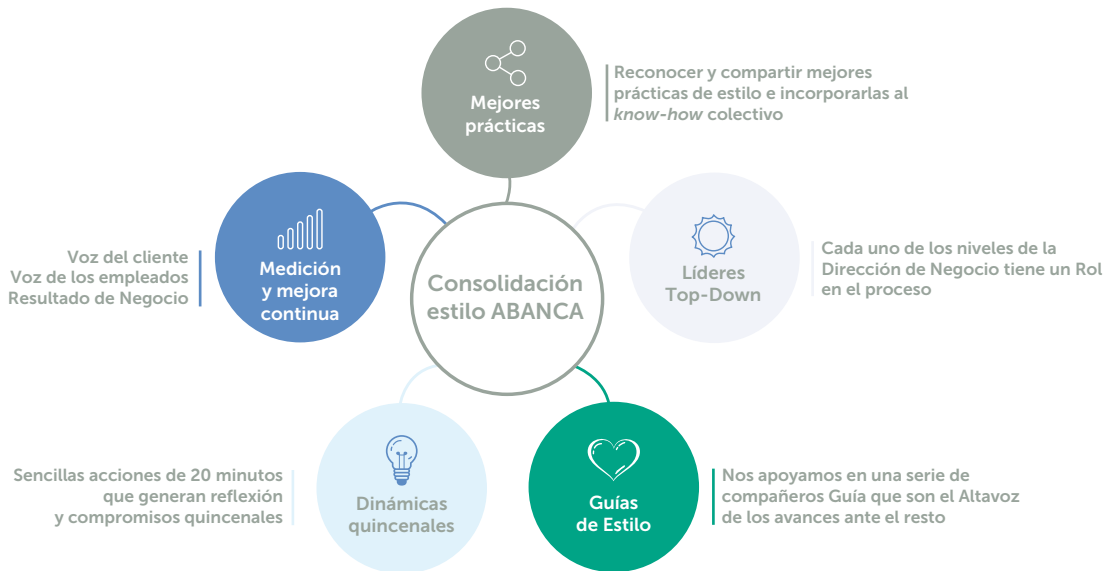 Mejores
prácticas
Reconocer y compartir mejores
prácticas de estilo e incorporarlas al
know-how colectivo
Voz del cliente
Voz de los empleados
Resultado de Negocio
Medición
y mejora
continua
Consolidación
estilo ABANCA
Líderes
Top-Down
Cada uno de los niveles de la
Dirección de Negocio tiene un Rol
en el proceso
Sencillas acciones de 20 minutos
que generan reflexión
y compromisos quincenales
Dinámicas
quincenales
Guías
de Estilo
Nos apoyamos en una serie de
compañeros Guía que son el Altavoz
de los avances ante el resto